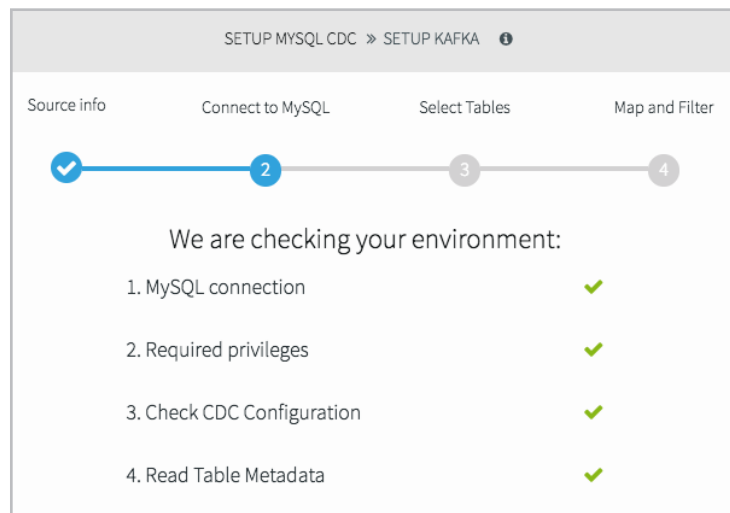 SETUP MYSQL CDC » SETUP KAFKA
Source info Connect to MySQL Select Tables Map and Filter
2 3 4
We are checking your environment:
1. MySQL connection
2. Required privileges
3. Check CDC Configuration
4. Read Table Metadata